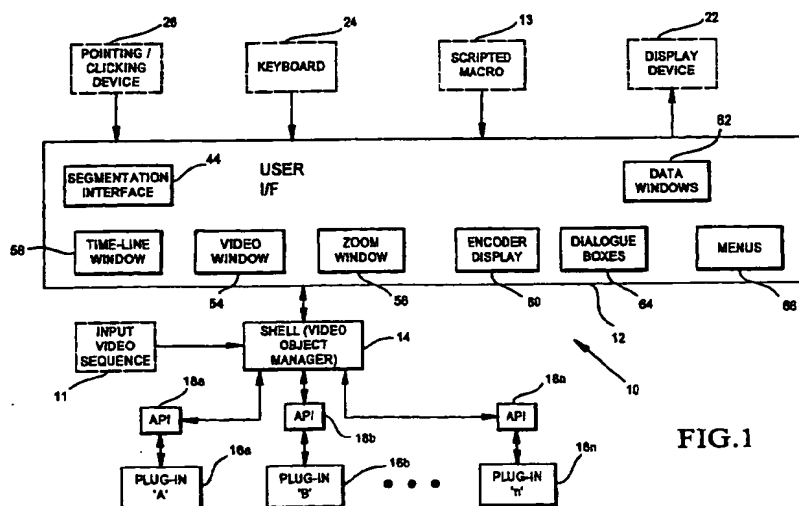 26
24
13
22
POINTING /
CLICKING
DEVICE
KEYBOARD
SCRIPTED
MACRO
DISPLAY
DEVICE
62
44
SEGMENTATION
INTERFACE
USER
I/F
DATA
WINDOWS
58
TIME-LINE
WINDOW
VIDEO
WINDOW
ZOOM
WINDOW
ENCODER
DISPLAY
DIALOGUE
BOXES
MENUS
54
56
60
64
66
INPUT
VIDEO
SEQUENCE
SHELL (VIDEO
OBJECT
MANAGER)
14
12
11
10
18a
18b
18n
API
API
API
16a
16b
16n
PLUG-IN
'A'
PLUG-IN
'B'
• • •
PLUG-IN
'n'
FIG.1